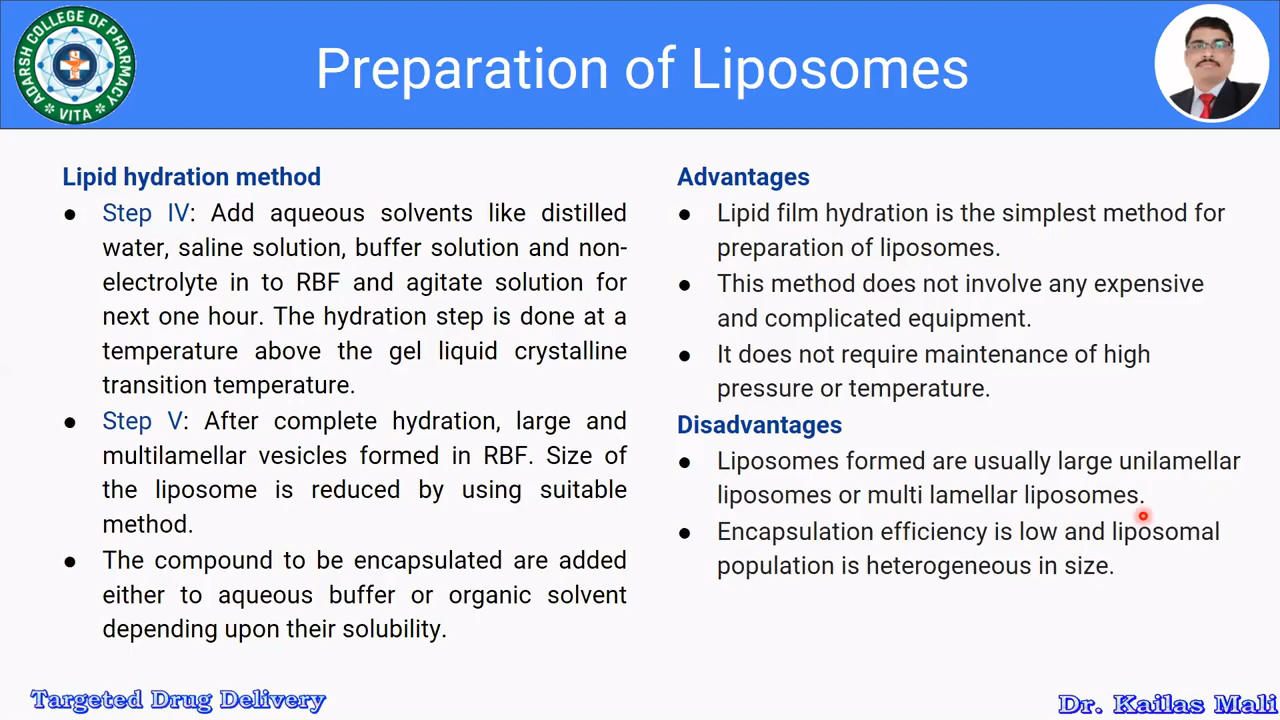 ADARSH COLLEGE OF PHARMACY
VITA
Preparation of Liposomes
Lipid hydration method
● Step IV: Add aqueous solvents like distilled
water, saline solution, buffer solution and non-
electrolyte in to RBF and agitate solution for
next one hour. The hydration step is done at a
temperature above the gel liquid crystalline
transition temperature.
● Step V: After complete hydration, large and
multilamellar vesicles formed in RBF. Size of
the liposome is reduced by using suitable
method.
● The compound to be encapsulated are added
either to aqueous buffer or organic solvent
depending upon their solubility.
Advantages
● Lipid film hydration is the simplest method for
preparation of liposomes.
● This method does not involve any expensive
and complicated equipment.
● It does not require maintenance of high
pressure or temperature.
Disadvantages
● Liposomes formed are usually large unilamellar
liposomes or multi lamellar liposomes.
● Encapsulation efficiency is low and liposomal
population is heterogeneous in size.
Targeted Drug Delivery
Dr. Kailas Mali